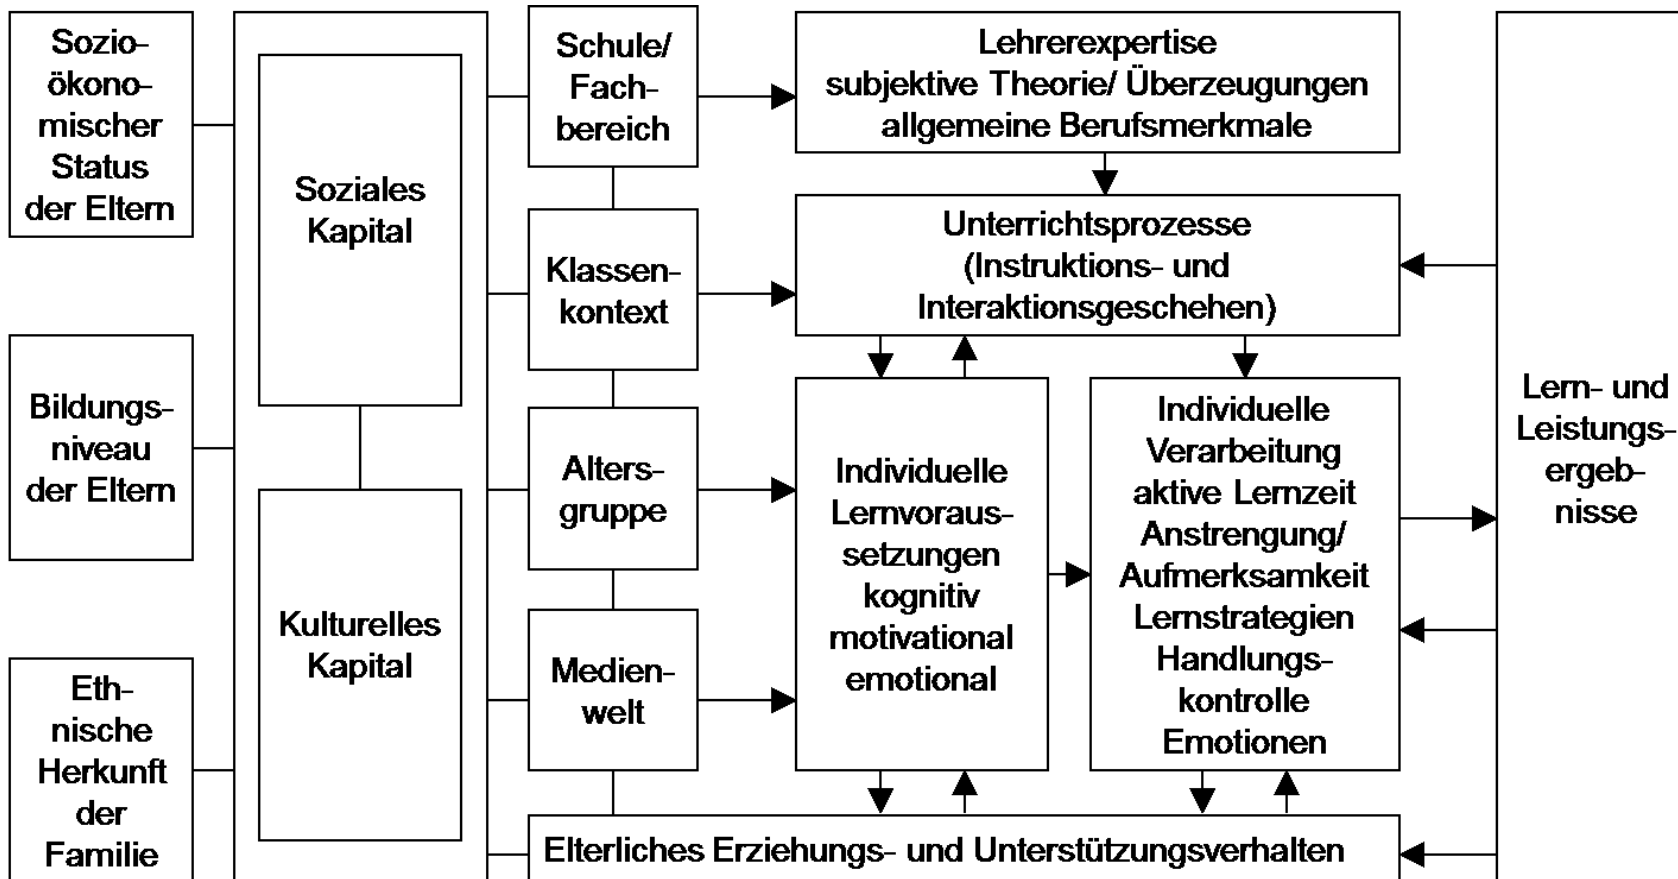 Sozio-
ökono-
mischer
Status
der Eltern
Bildungs-
niveau
der Eltern
Eth-
nische
Herkunft
der
Familie
Soziales
Kapital
Kulturelles
Kapital
Schule/
Fach-
bereich
Klassen-
kontext
Alters-
gruppe
Medien-
welt
Lehrerexpertise
subjektive Theorie/ Überzeugungen
allgemeine Berufsmerkmale
Unterrichtsprozesse
(Instruktions- und
Interaktionsgeschehen)
Individuelle
Lernvoraus-
setzungen
kognitiv
motivational
emotional
Individuelle
Verarbeitung
aktive Lernzeit
Anstrengung/
Aufmerksamkeit
Lernstrategien
Handlungs-
kontrolle
Emotionen
Elterliches Erziehungs- und Unterstützungsverhalten
Lern- und
Leistungs-
ergeb-
nisse